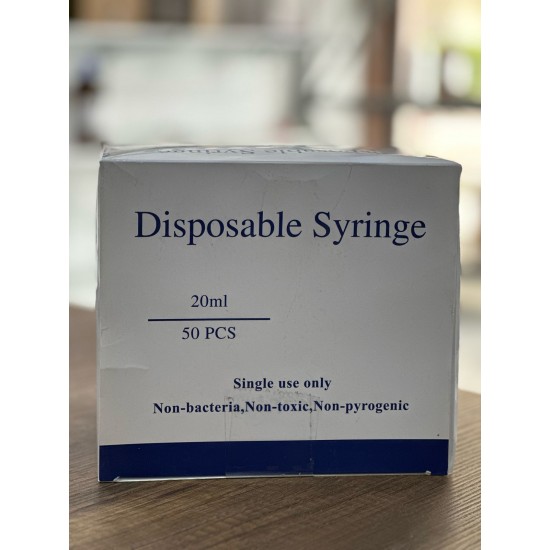 Disposable Syringe
20ml
50 PCS
Single use only
Non-bacteria,Non-toxic,Non-pyrogenic